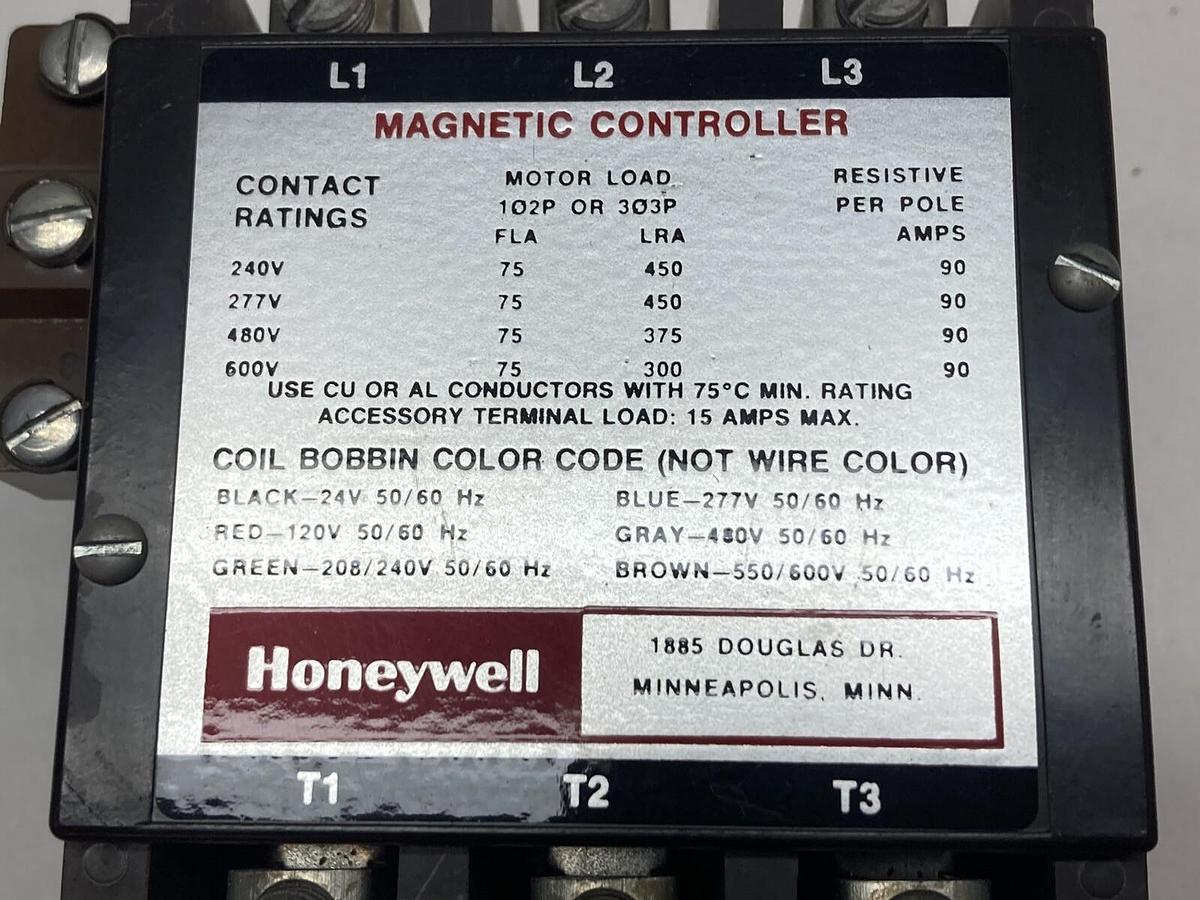 L1 L2 L3
MAGNETIC CONTROLLER
CONTACT RATINGS
MOTOR LOAD
1Ø2P OR 3Ø3P
FLA LRA
RESISTIVE
PER POLE
AMPS
240V 75 450 90
277V 75 450 90
480V 75 375 90
600V 75 300 90
USE CU OR AL CONDUCTORS WITH 75°C MIN. RATING
ACCESSORY TERMINAL LOAD: 15 AMPS MAX.
COIL BOBBIN COLOR CODE (NOT WIRE COLOR)
BLACK—24V 50/60 Hz BLUE—277V 50/60 Hz
RED—120V 50/60 Hz GRAY—480V 50/60 Hz
GREEN—208/240V 50/60 Hz BROWN—550/600V 50/60 Hz
Honeywell
1885 DOUGLAS DR.
MINNEAPOLIS, MINN.
T1 T2 T3